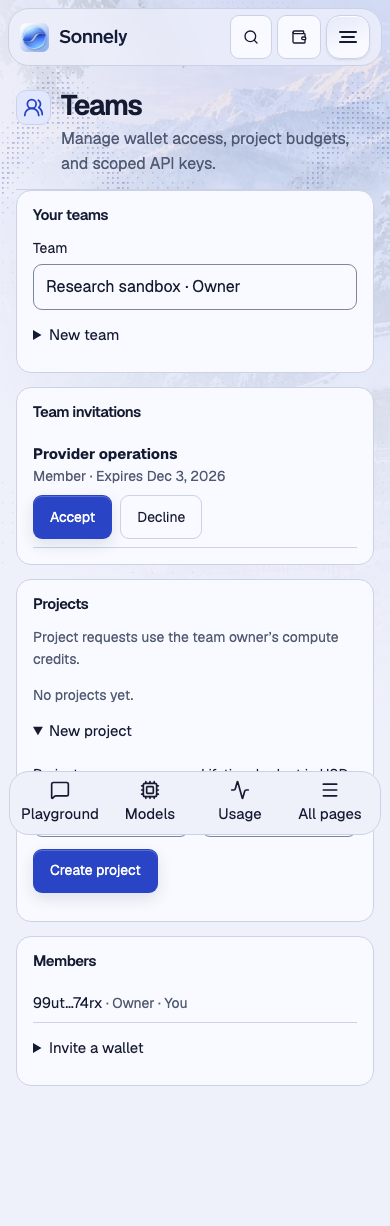 Sonnely
Teams
Manage wallet access, project budgets,
and scoped API keys.
Your teams
Team
Research sandbox · Owner
New team
Team invitations
Provider operations
Member · Expires Dec 3, 2026
Accept
Decline
Projects
Project requests use the team owner’s compute
credits.
No projects yet.
New project
Playground
Models
Usage
All pages
Create project
Members
99ut…74rx · Owner · You
Invite a wallet